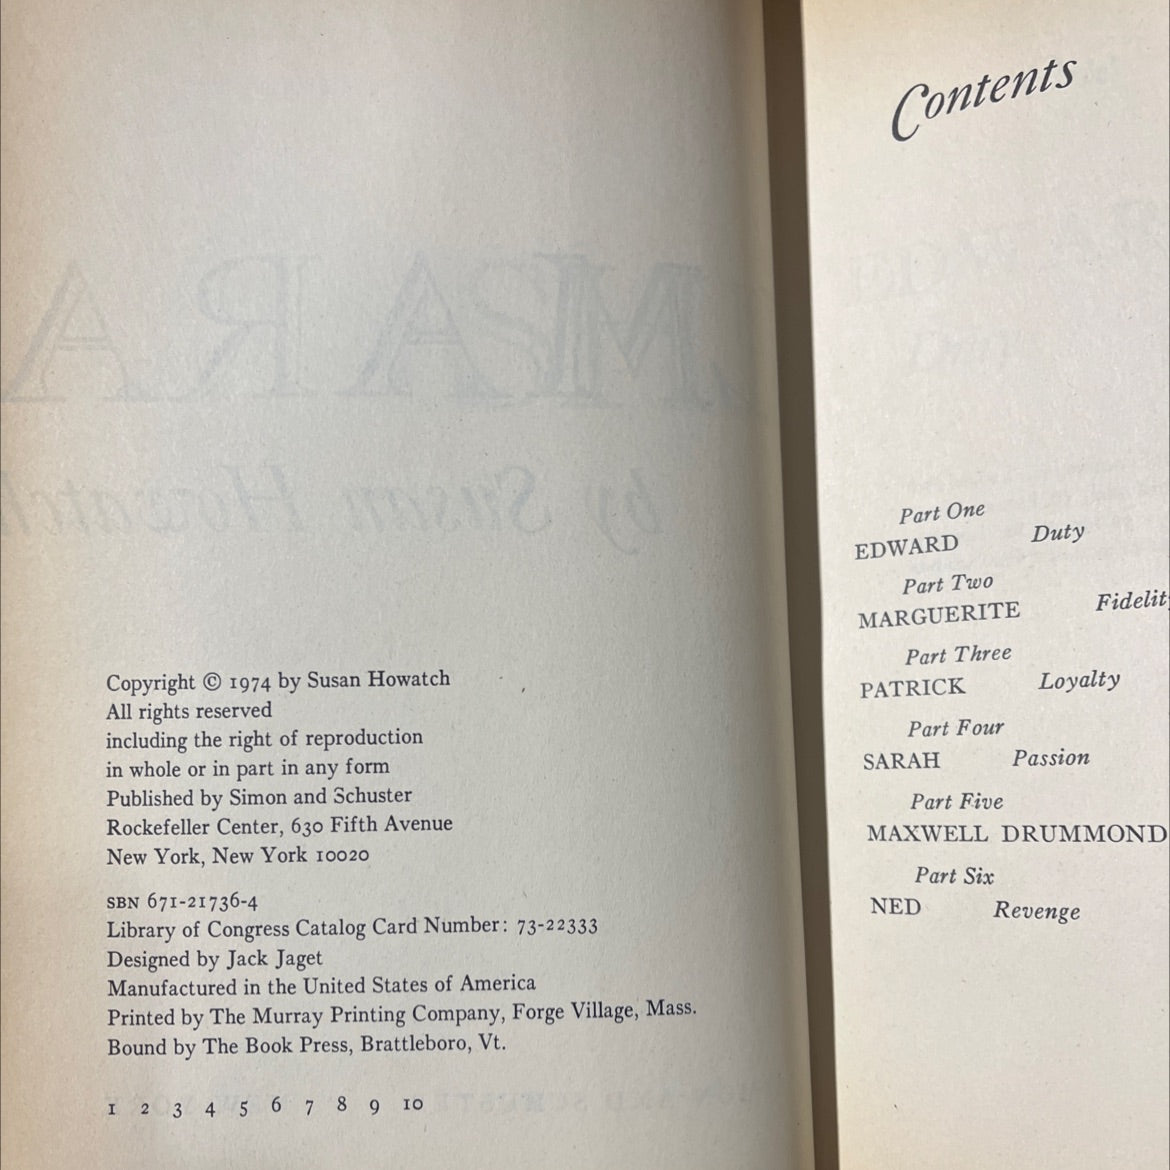 Copyright © 1974 by Susan Howatch
All rights reserved
including the right of reproduction
in whole or in part in any form
Published by Simon and Schuster
Rockefeller Center, 630 Fifth Avenue
New York, New York 10020
SBN 671-21736-4
Library of Congress Catalog Card Number: 73-22333
Designed by Jack Jaget
Manufactured in the United States of America
Printed by The Murray Printing Company, Forge Village, Mass.
Bound by The Book Press, Brattleboro, Vt.
1 2 3 4 5 6 7 8 9 10
Contents
Part One
EDWARD Duty
Part Two
MARGUERITE
Part Three
PATRICK Loyalty
Part Four
SARAH Passion
Part Five
MAXWELL DRUMMOND
Part Six
NED Revenge